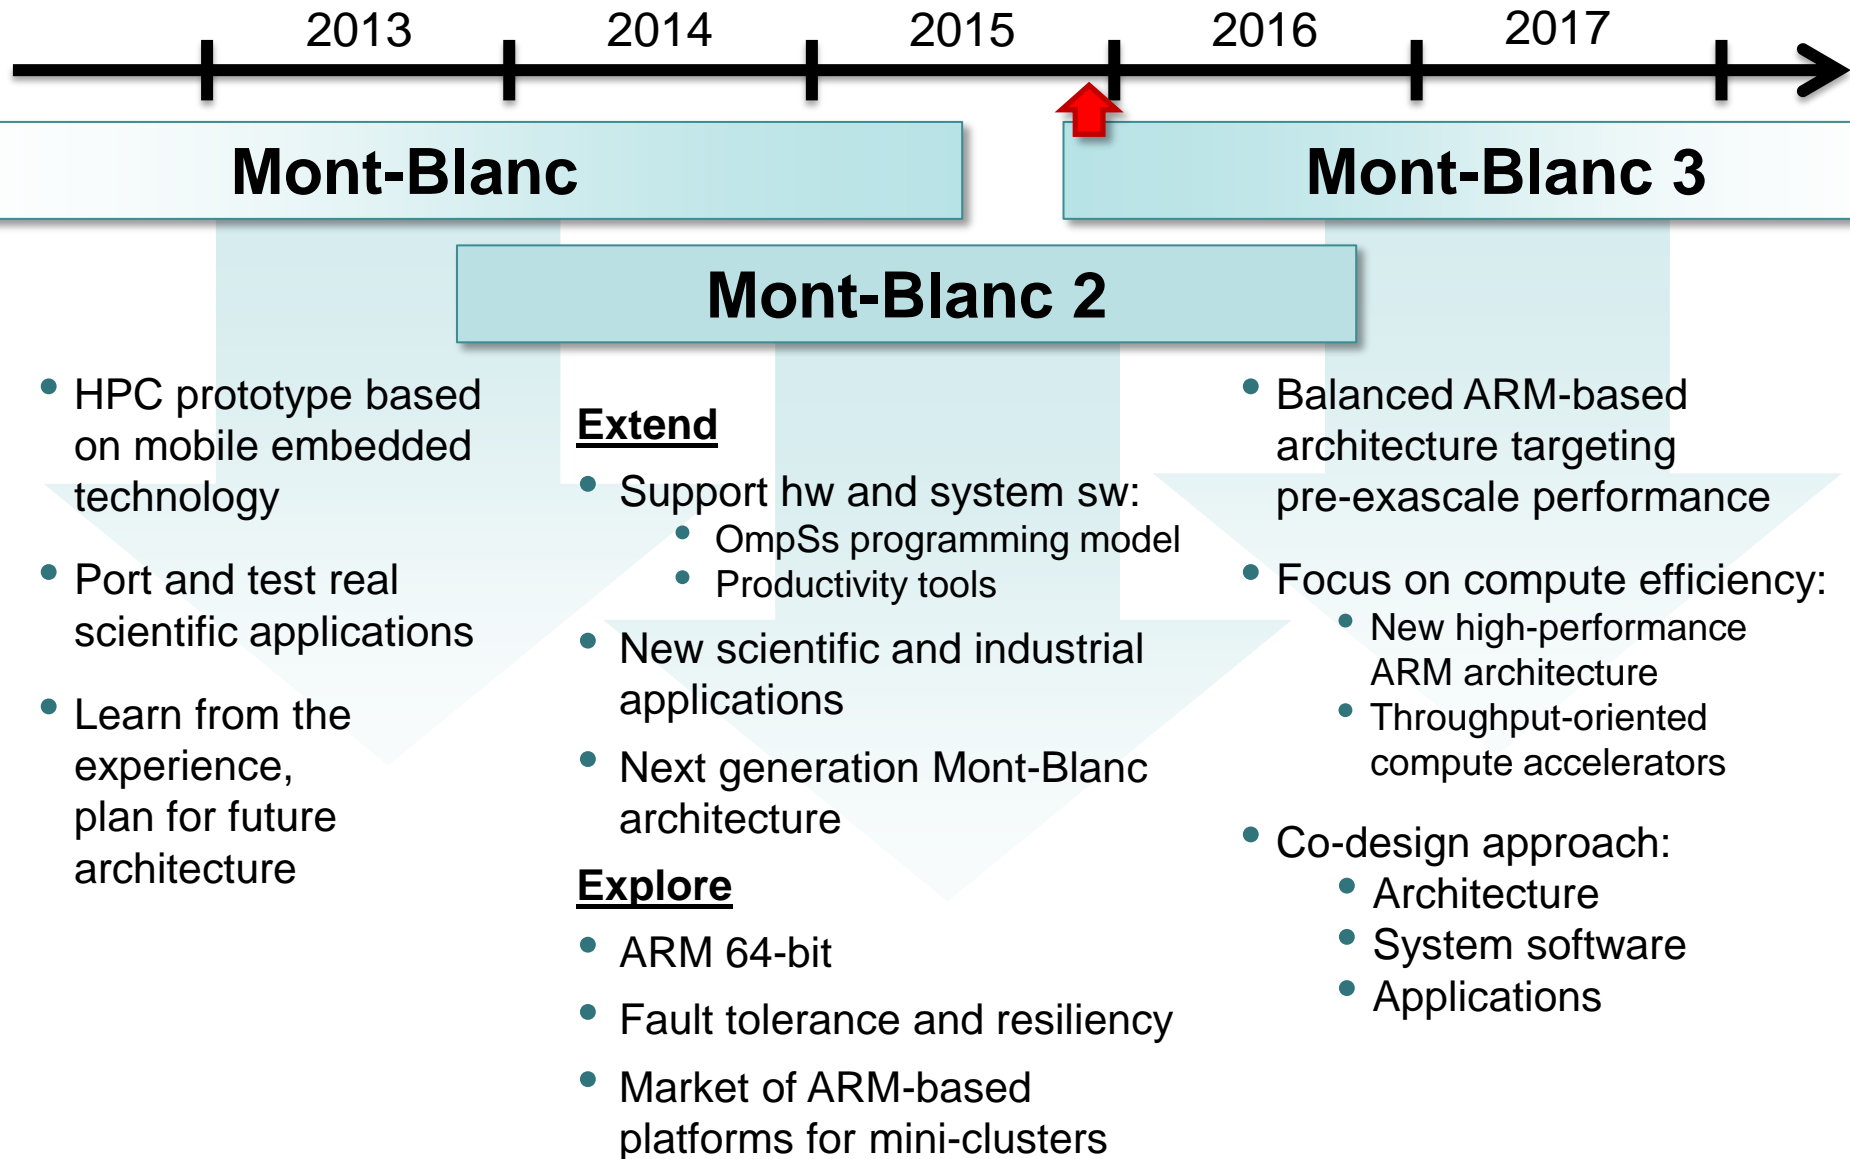 2013 2014 2015 2016 2017
Mont-Blanc
Mont-Blanc 3
Mont-Blanc 2
• HPC prototype based
on mobile embedded
technology
• Port and test real
scientific applications
• Learn from the
experience,
plan for future
architecture
Extend
• Support hw and system sw:
• OmpSs programming model
• Productivity tools
• New scientific and industrial
applications
• Next generation Mont-Blanc
architecture
Explore
• ARM 64-bit
• Fault tolerance and resiliency
• Market of ARM-based
platforms for mini-clusters
• Balanced ARM-based
architecture targeting
pre-exascale performance
• Focus on compute efficiency:
• New high-performance
ARM architecture
• Throughput-oriented
compute accelerators
• Co-design approach:
• Architecture
• System software
• Applications